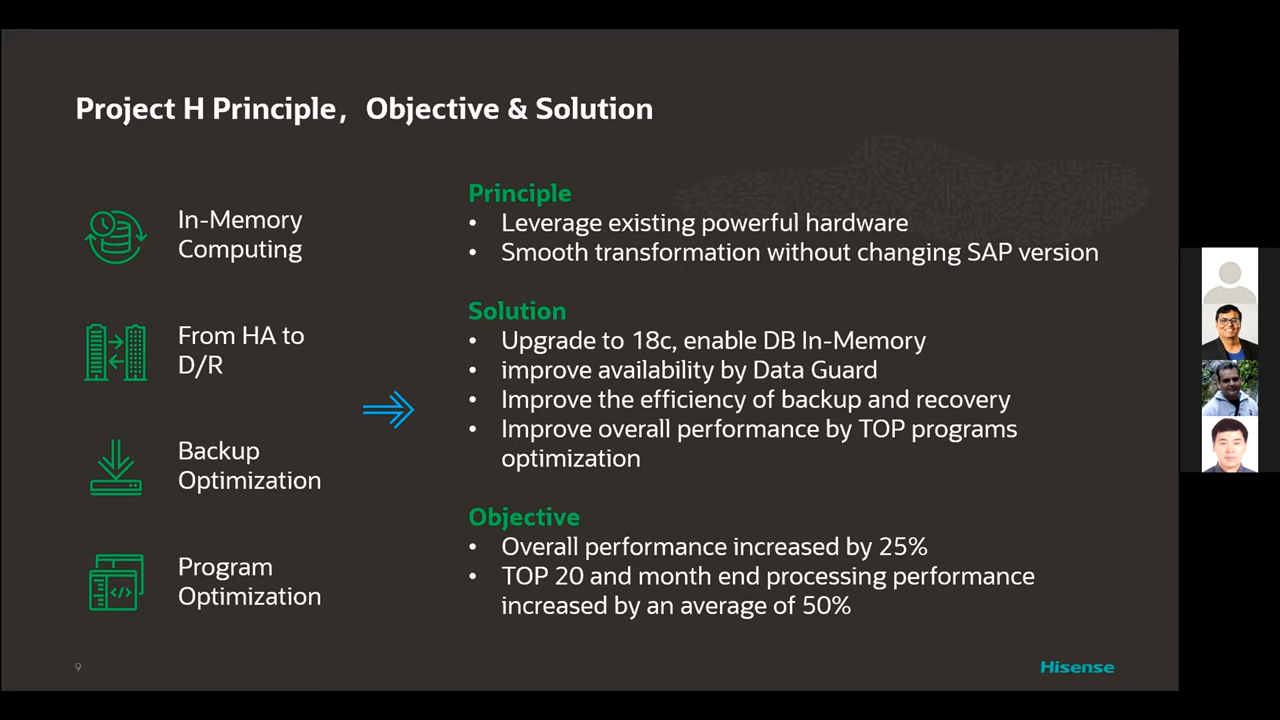 Project H Principle，Objective & Solution
In-Memory
Computing
From HA to
D/R
Backup
Optimization
Program
Optimization
Principle
• Leverage existing powerful hardware
• Smooth transformation without changing SAP version
Solution
• Upgrade to 18c, enable DB In-Memory
• improve availability by Data Guard
• Improve the efficiency of backup and recovery
• Improve overall performance by TOP programs
optimization
Objective
• Overall performance increased by 25%
• TOP 20 and month end processing performance
increased by an average of 50%
9
Hisense